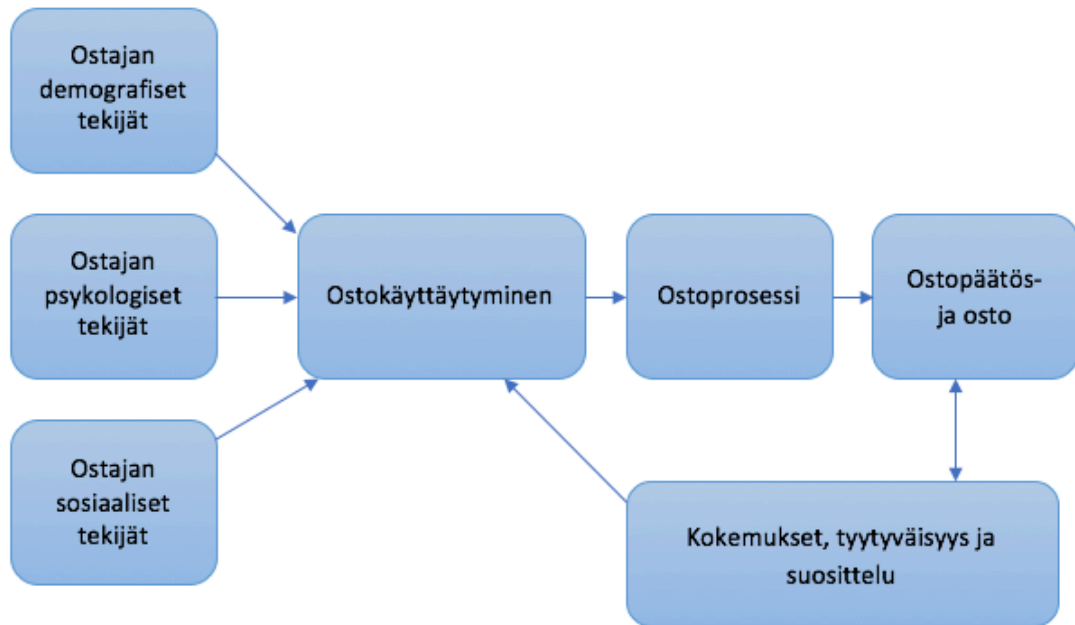 Ostajan
demografiset
tekijät
Ostajan
psykologiset
tekijät
Ostokäyttäytyminen
Ostoprosessi
Ostopäätös-
ja osto
Ostajan
sosiaaliset
tekijät
Kokemukset, tyytyväisyys ja
suosittelu